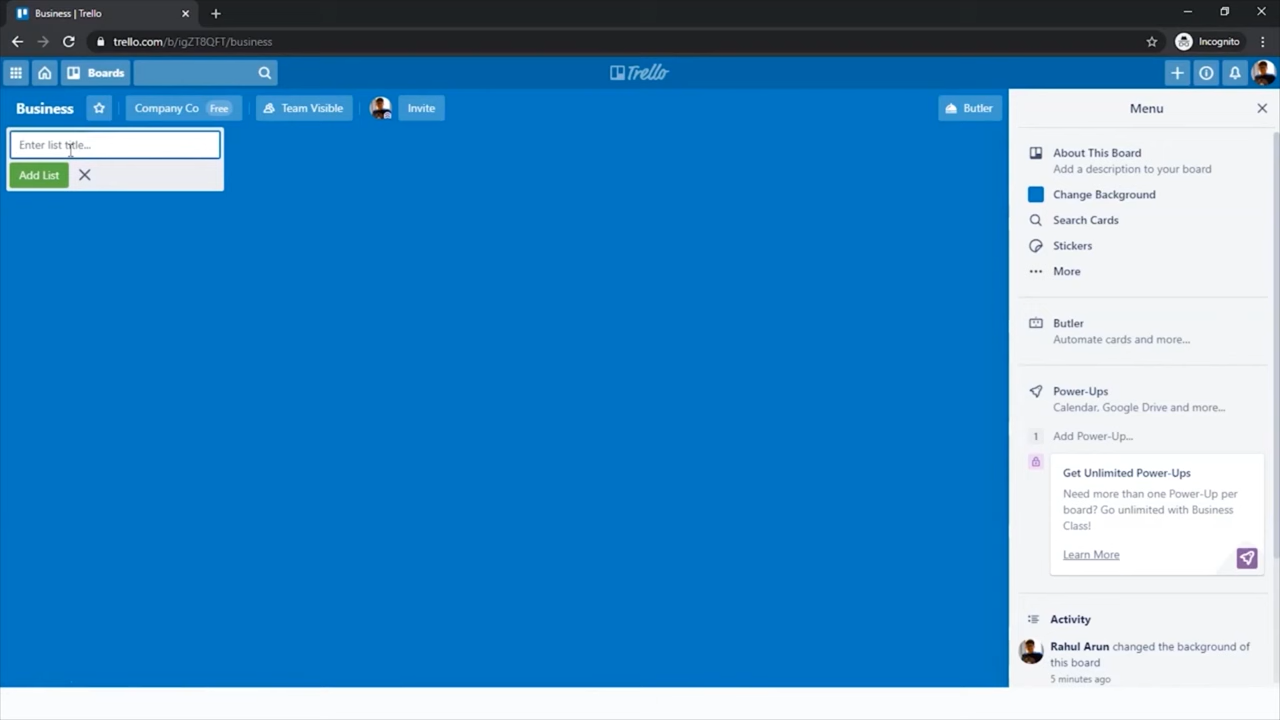 Business | Trello
trello.com/b/igZT8QFT/business
Incognito
Boards
Trello
Business
Company Co Free
Team Visible
Invite
Butler
Enter list title...
Add List
Menu
About This Board
Add a description to your board
Change Background
Search Cards
Stickers
More
Butler
Automate cards and more...
Power-Ups
Calendar, Google Drive and more...
1 Add Power-Up...
Get Unlimited Power-Ups
Need more than one Power-Up per
board? Go unlimited with Business
Class!
Learn More
Activity
Rahul Arun changed the background of
this board
5 minutes ago